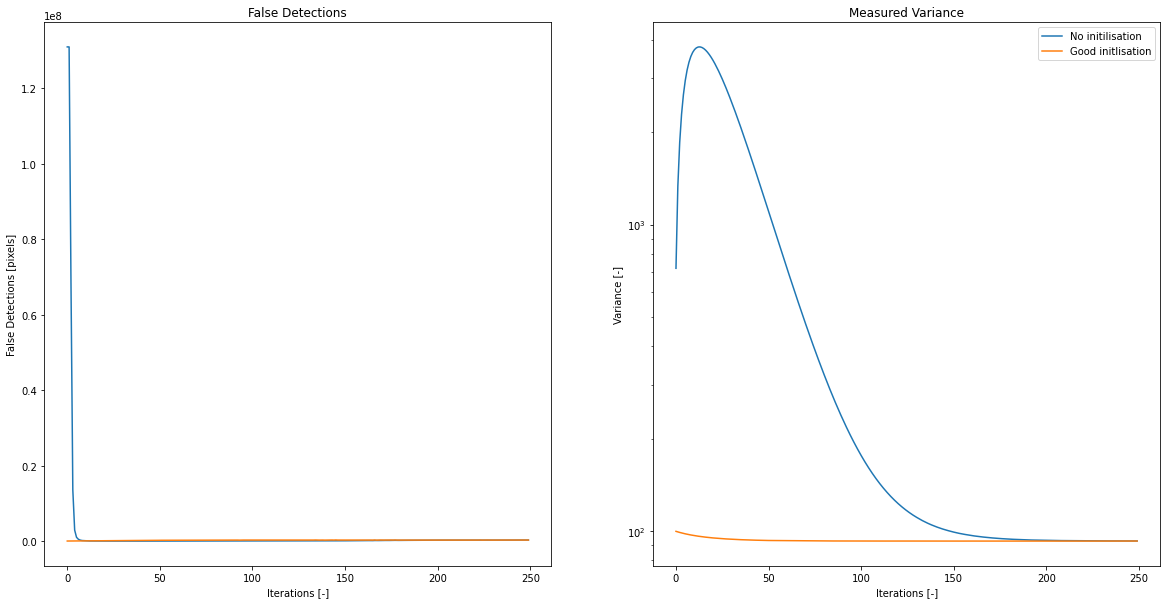 False Detections
1e8
1.2
1.0
0.8
0.6
0.4
0.2
0.0
False Detections [pixels]
0 50 100 150 200 250
Iterations [-]
Measured Variance
No initilisation
Good initlisation
10³
10²
Variance [-]
0 50 100 150 200 250
Iterations [-]